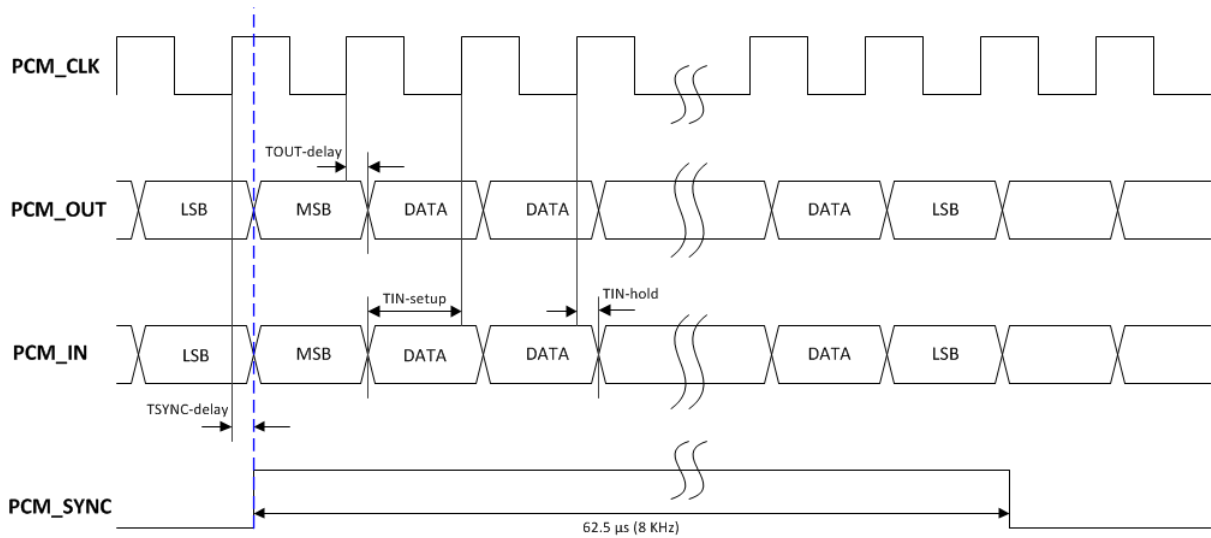 PCM_CLK
TOUT-delay
PCM_OUT LSB MSB DATA DATA DATA LSB
TIN-setup TIN-hold
PCM_IN LSB MSB DATA DATA DATA LSB
TSYNC-delay
PCM_SYNC
62.5 µs (8 KHz)